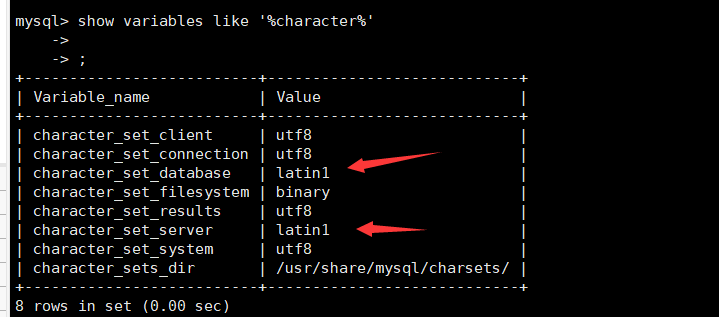 mysql> show variables like '%character%'
    ->
    -> ;
+--------------------------+----------------------------+
| Variable_name            | Value                      |
+--------------------------+----------------------------+
| character_set_client     | utf8                       |
| character_set_connection | utf8                       |
| character_set_database   | latin1                     |
| character_set_filesystem | binary                     |
| character_set_results    | utf8                       |
| character_set_server     | latin1                     |
| character_set_system     | utf8                       |
| character_sets_dir       | /usr/share/mysql/charsets/ |
+--------------------------+----------------------------+
8 rows in set (0.00 sec)